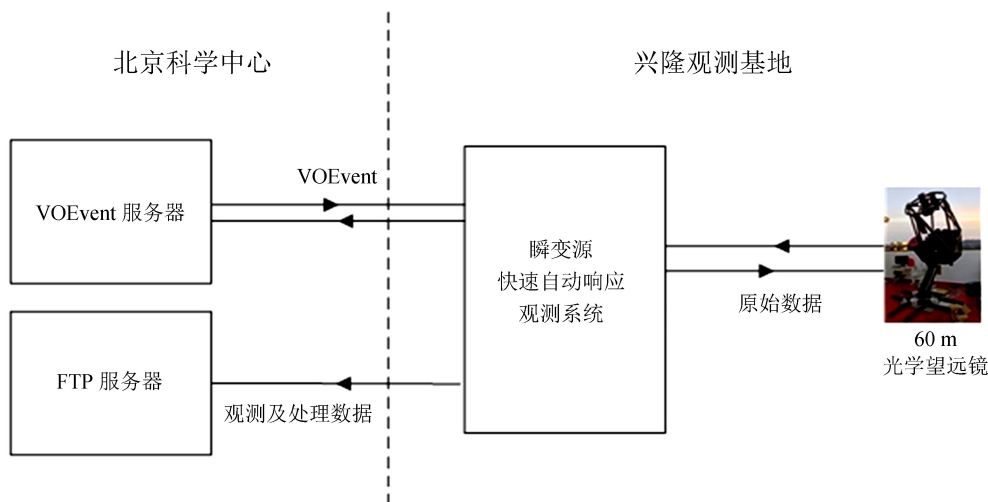 北京科学中心
兴隆观测基地
VOEvent
VOEvent 服务器
瞬变源
快速自动响应
观测系统
原始数据
60 m
光学望远镜
FTP 服务器
观测及处理数据